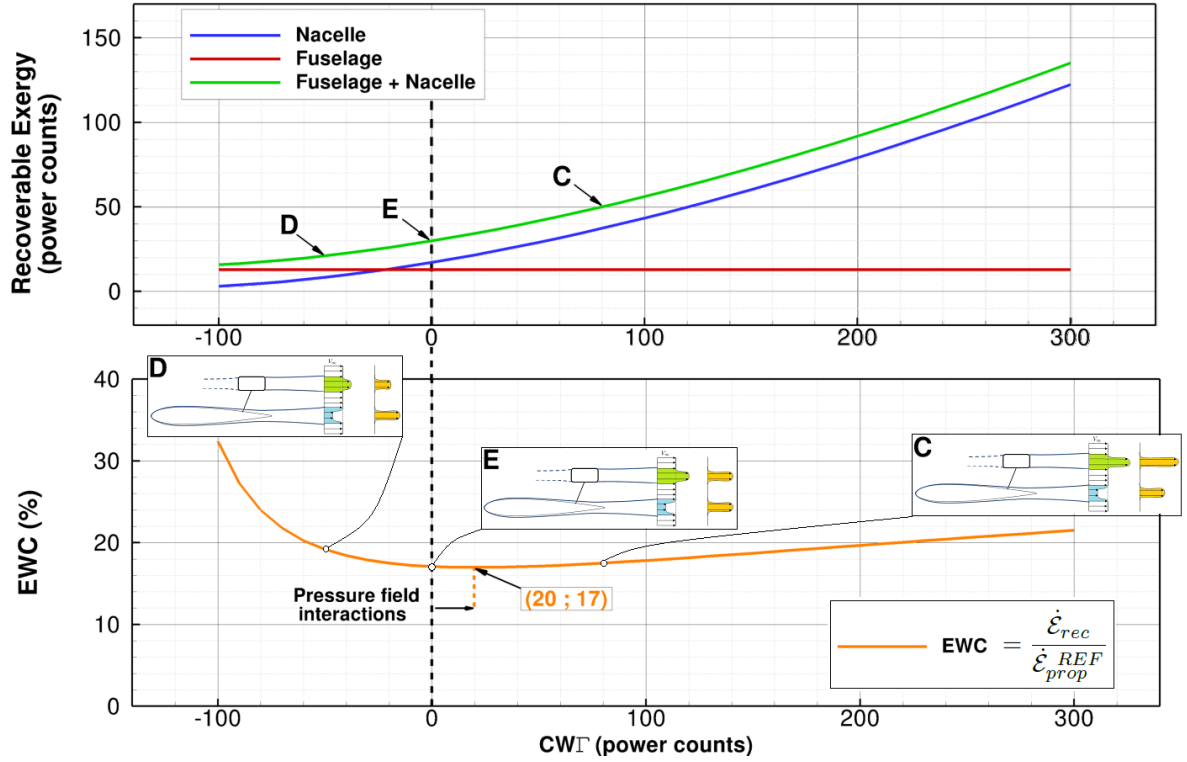 Recoverable Exergy
(power counts)
150
100
50
0
Nacelle
Fuselage
Fuselage + Nacelle
D
E
C
-100
0
100
200
300
EWC (%)
40
30
20
10
0
D
E
C
V∞
V∞
V∞
Pressure field
interactions
(20 ; 17)
EWC = ℰ̇rec / ℰ̇prop REF
-100
0
100
200
300
CWΓ (power counts)